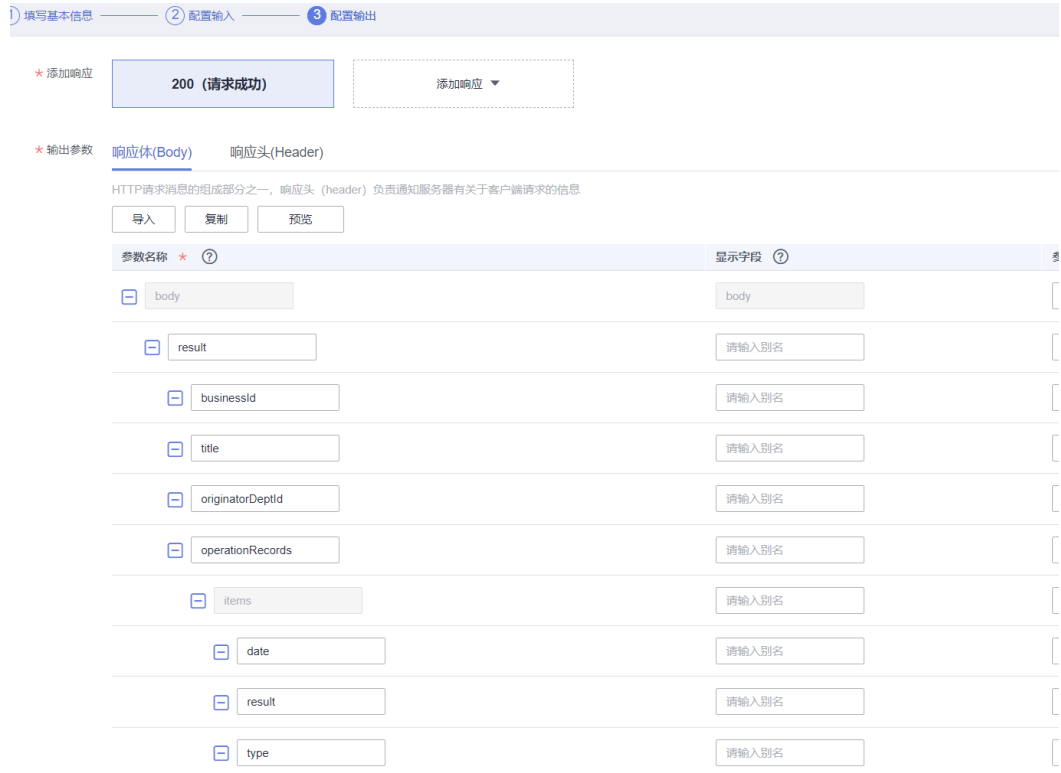 1 填写基本信息 2 配置输入 3 配置输出
* 添加响应 200（请求成功） 添加响应
* 输出参数 响应体(Body) 响应头(Header)
HTTP请求消息的组成部分之一，响应头（header）负责通知服务器有关于客户端请求的信息
导入 复制 预览
参数名称 * ? 显示字段 ?
body body
result 请输入别名
businessId 请输入别名
title 请输入别名
originatorDeptId 请输入别名
operationRecords 请输入别名
items 请输入别名
date 请输入别名
result 请输入别名
type 请输入别名